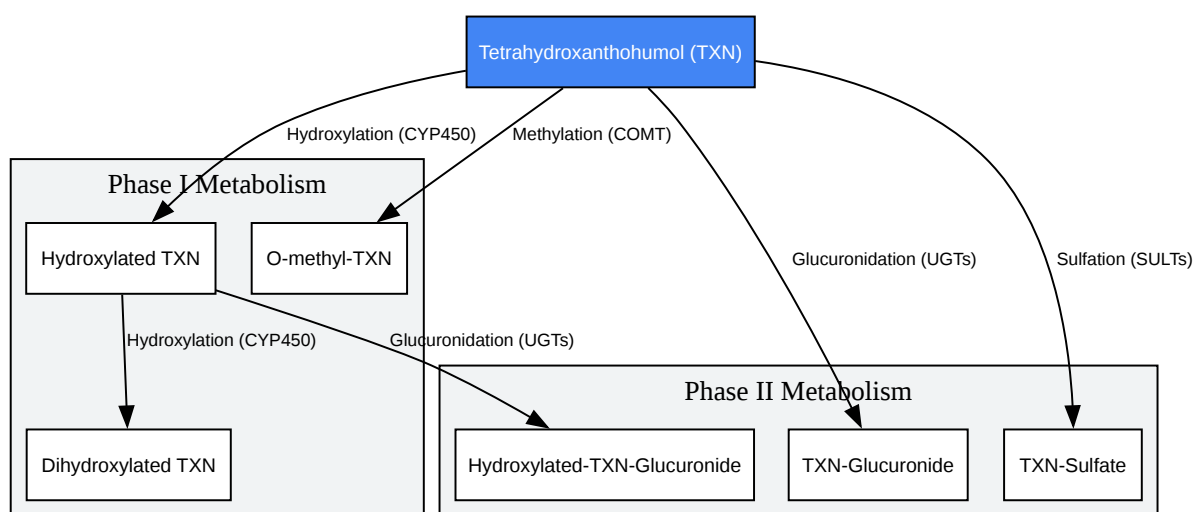 Tetrahydroxanthohumol (TXN)
Hydroxylation (CYP450)
Methylation (COMT)
Phase I Metabolism
Hydroxylated TXN
O-methyl-TXN
Glucuronidation (UGTs)
Sulfation (SULTs)
Hydroxylation (CYP450)
Glucuronidation (UGTs)
Phase II Metabolism
Dihydroxylated TXN
Hydroxylated-TXN-Glucuronide
TXN-Glucuronide
TXN-Sulfate